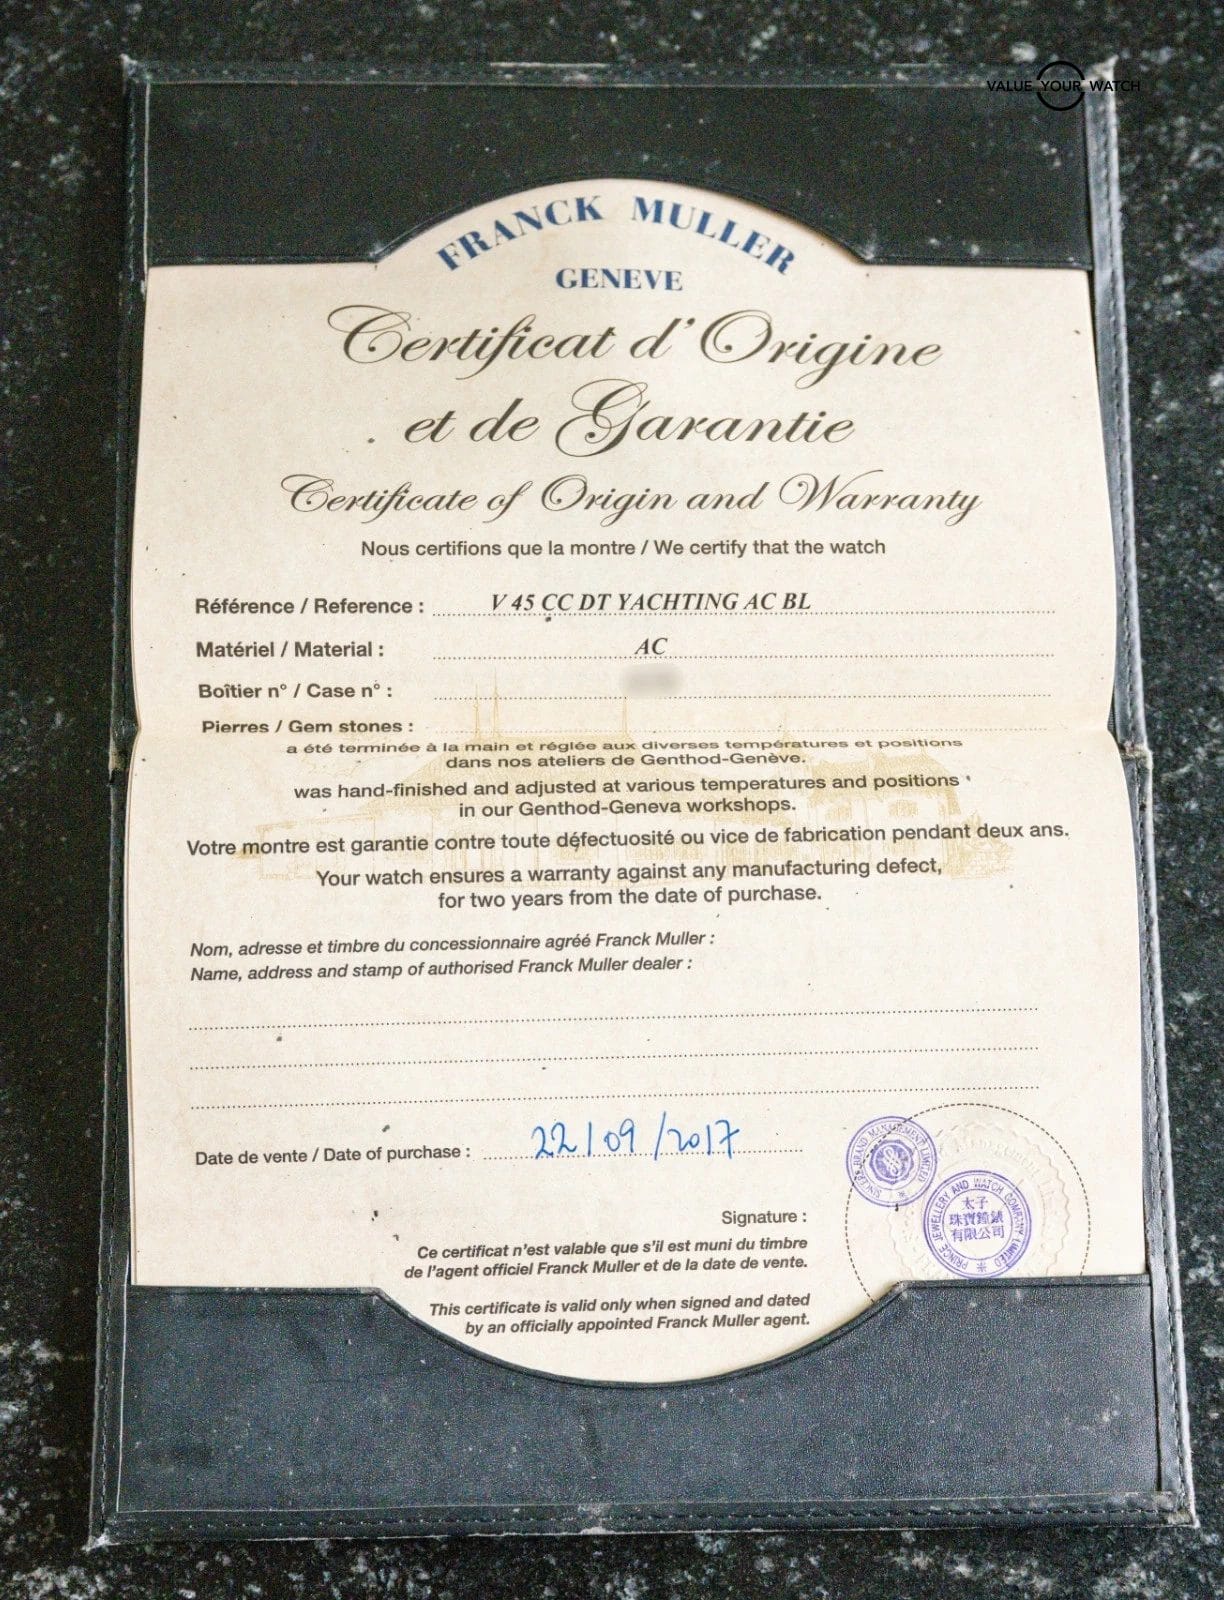 VALUE YOUR WATCH
FRANCK MULLER
GENEVE
Certificat d'Origine
et de Garantie
Certificate of Origin and Warranty
Nous certifions que la montre / We certify that the watch
Référence / Reference : V 45 CC DT YACHTING AC BL
Matériel / Material : AC
Boîtier n° / Case n° :
Pierres / Gem stones :
a été terminée à la main et réglée aux diverses températures et positions
dans nos ateliers de Genthod-Genève.
was hand-finished and adjusted at various temperatures and positions
in our Genthod-Geneva workshops.
Votre montre est garantie contre toute défectuosité ou vice de fabrication pendant deux ans.
Your watch ensures a warranty against any manufacturing defect,
for two years from the date of purchase.
Nom, adresse et timbre du concessionnaire agréé Franck Muller :
Name, address and stamp of authorised Franck Muller dealer :
Date de vente / Date of purchase : 22/09/2017
BRAND MANAGEMENT LIMITED
PRINCE JEWELLERY AND WATCH COMPANY LIMITED
太子
珠寶鐘錶
有限公司
Signature :
Ce certificat n'est valable que s'il est muni du timbre
de l'agent officiel Franck Muller et de la date de vente.
This certificate is valid only when signed and dated
by an officially appointed Franck Muller agent.